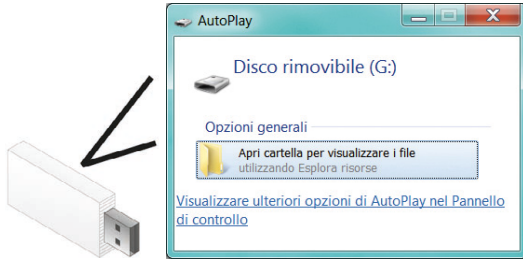 AutoPlay
Disco rimovibile (G:)
Opzioni generali
Apri cartella per visualizzare i file
utilizzando Esplora risorse
Visualizzare ulteriori opzioni di AutoPlay nel Pannello
di controllo